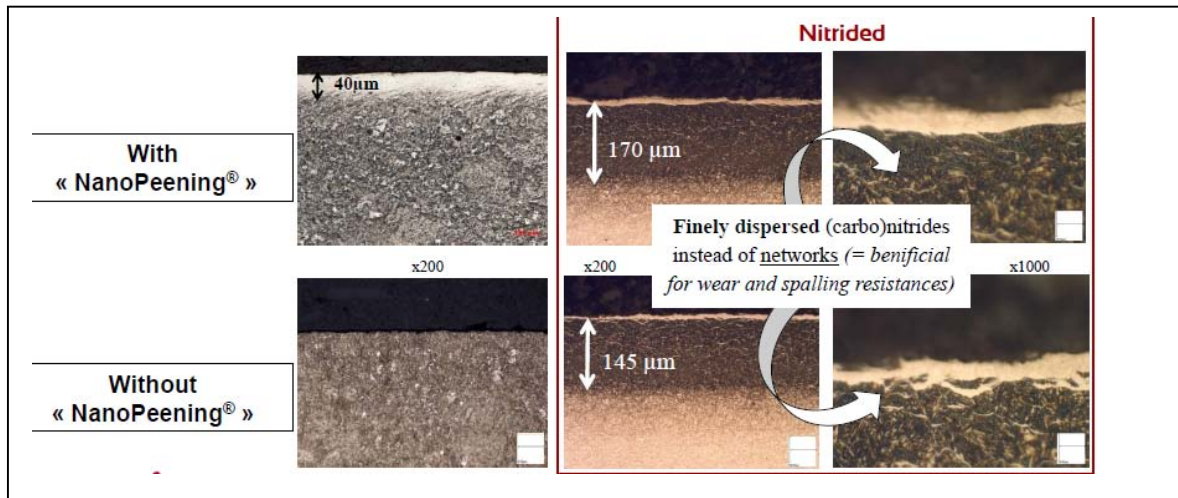 Nitrided
40µm
With
« NanoPeening® »
170 µm
Finely dispersed (carbo)nitrides
instead of networks (= benificial
for wear and spalling resistances)
x200
x200
x1000
Without
« NanoPeening® »
145 µm